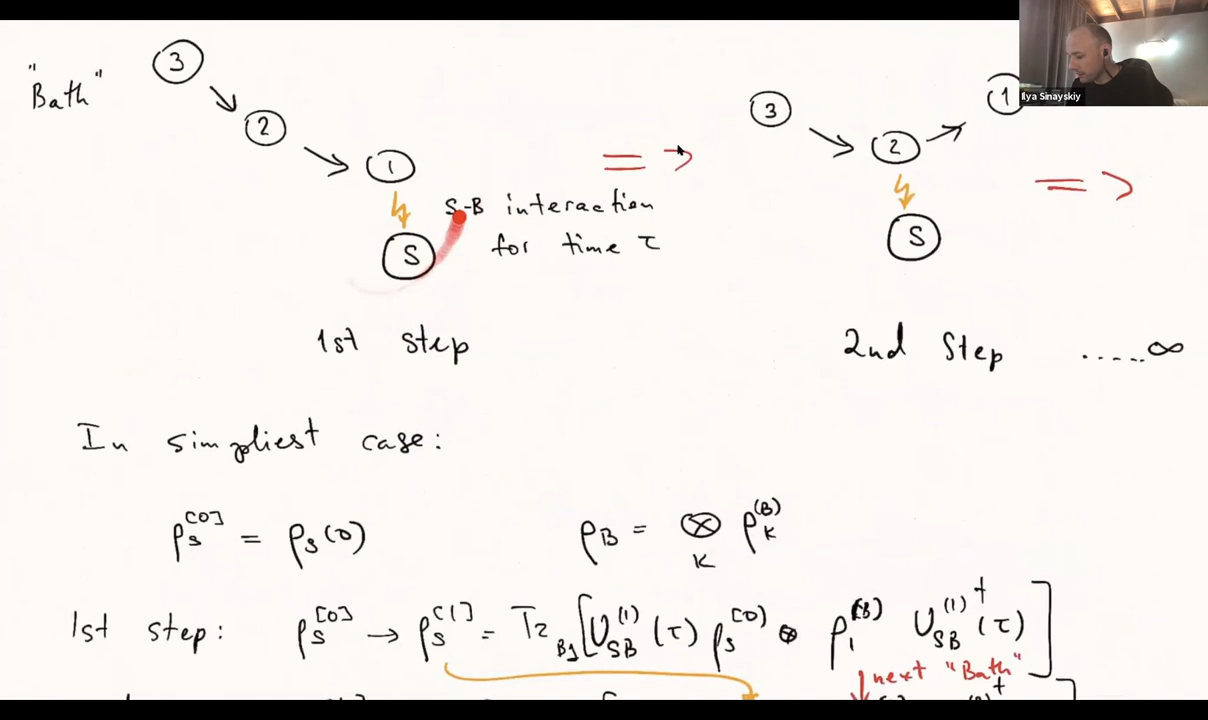 "Bath"
3
2
1
S
S-B interaction
for time τ
=>
3
2
1
S
=>
Ilya Sinayskiy
1st step
2nd Step ..... ∞
In simpliest case:
ρ_S^[0] = ρ_S(0)
ρ_B = ⊗_K ρ_K^(B)
1st step: ρ_S^[0] → ρ_S^[1] = Tr_B1 [U_SB^(1)(τ) ρ_S^[0] ⊗ ρ_1^(B) U_SB^(1)†(τ)]
next "Bath"